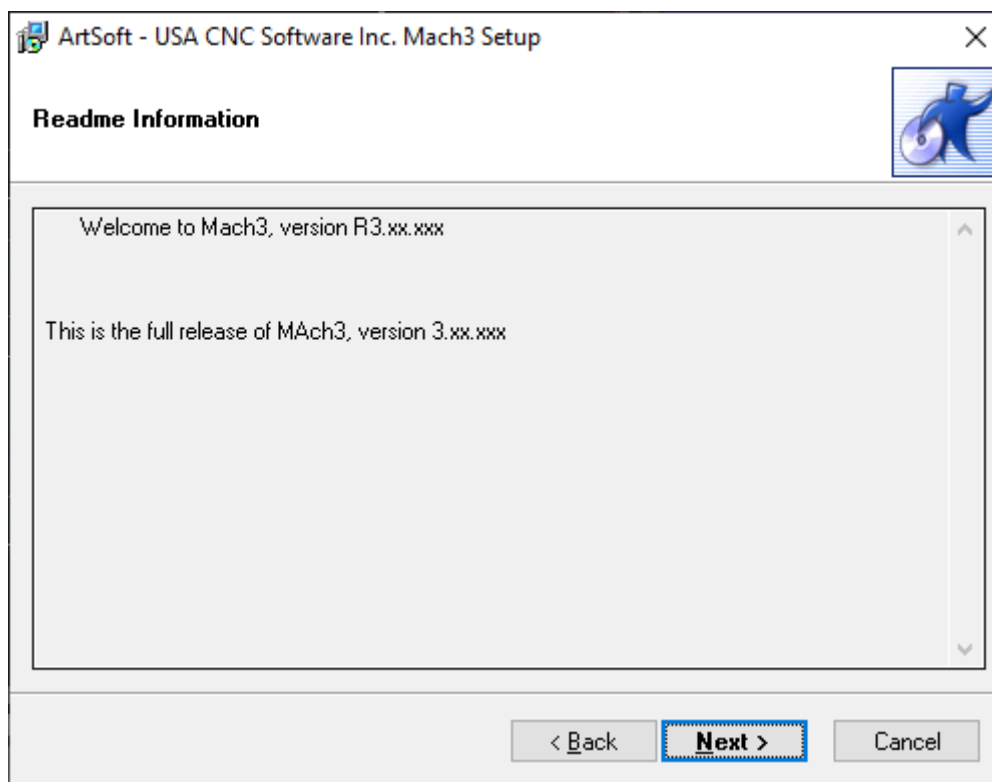 ArtSoft - USA CNC Software Inc. Mach3 Setup
Readme Information
Welcome to Mach3, version R3.xx.xxx
This is the full release of MAch3, version 3.xx.xxx
< Back
Next >
Cancel